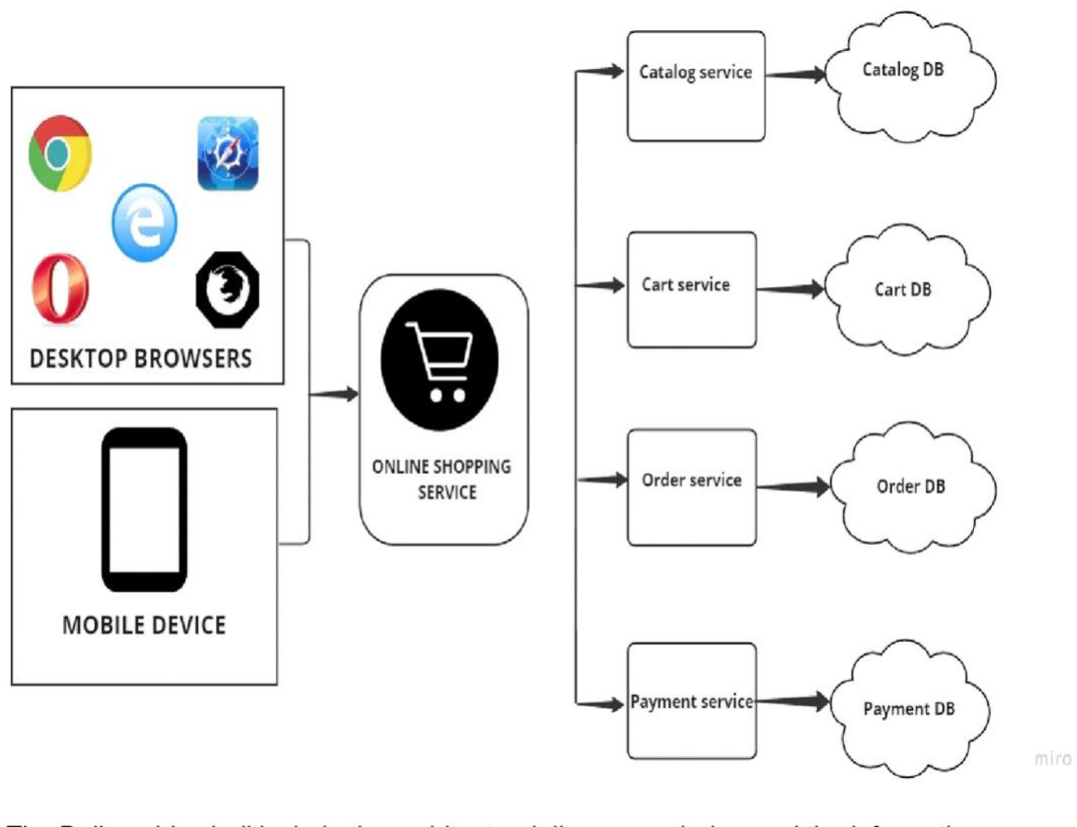 DESKTOP BROWSERS
MOBILE DEVICE
ONLINE SHOPPING
SERVICE
Catalog service
Catalog DB
Cart service
Cart DB
Order service
Order DB
Payment service
Payment DB
miro